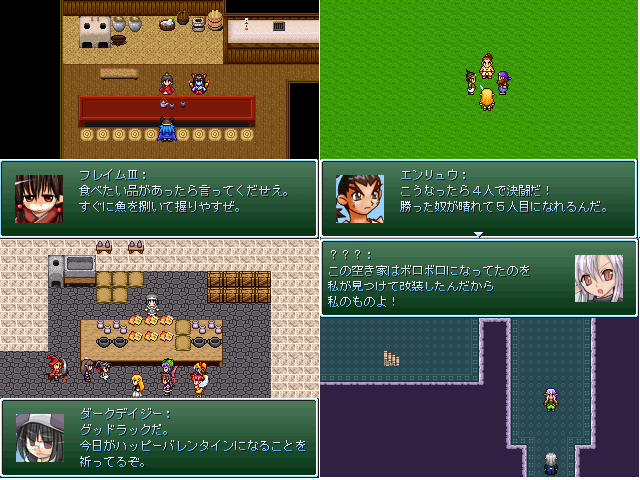 フレイムⅢ：
食べたい品があったら言ってくだせえ。
すぐに魚を捌いて握りやすぜ。
エンリュウ：
こうなったら４人で決闘だ！
勝った奴が晴れて５人目になれるんだ。
ダークデイジー：
グッドラックだ。
今日がハッピーバレンタインになることを
祈ってるぞ。
？？？：
この空き家はボロボロになってたのを
私が見つけて改装したんだから
私のものよ！